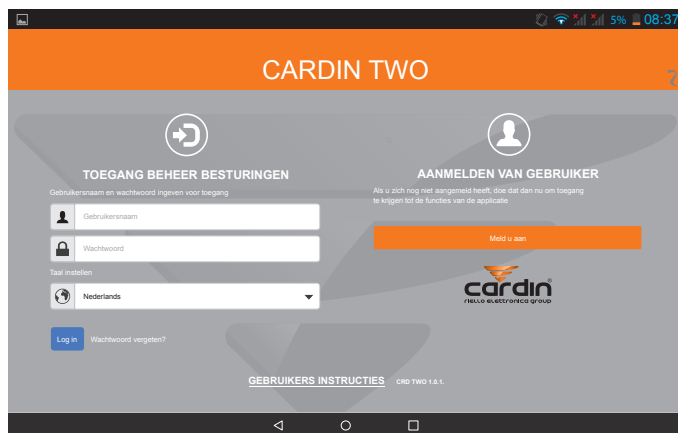 5% 08:37
CARDIN TWO
TOEGANG BEHEER BESTURINGEN
Gebruikersnaam en wachtwoord ingeven voor toegang
Gebruikersnaam
Wachtwoord
Taal instellen
Nederlands
Log in Wachtwoord vergeten?
AANMELDEN VAN GEBRUIKER
Als u zich nog niet aangemeld heeft, doe dat dan nu om toegang
te krijgen tot de functies van de applicatie
Meld u aan
cardin
riello elettronica group
GEBRUIKERS INSTRUCTIES CRD TWO 1.0.1.